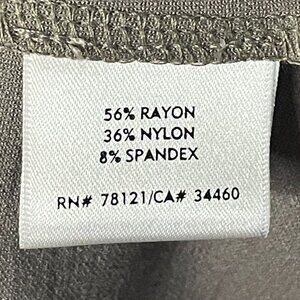 56% RAYON
36% NYLON
8% SPANDEX
RN# 78121/CA# 34460